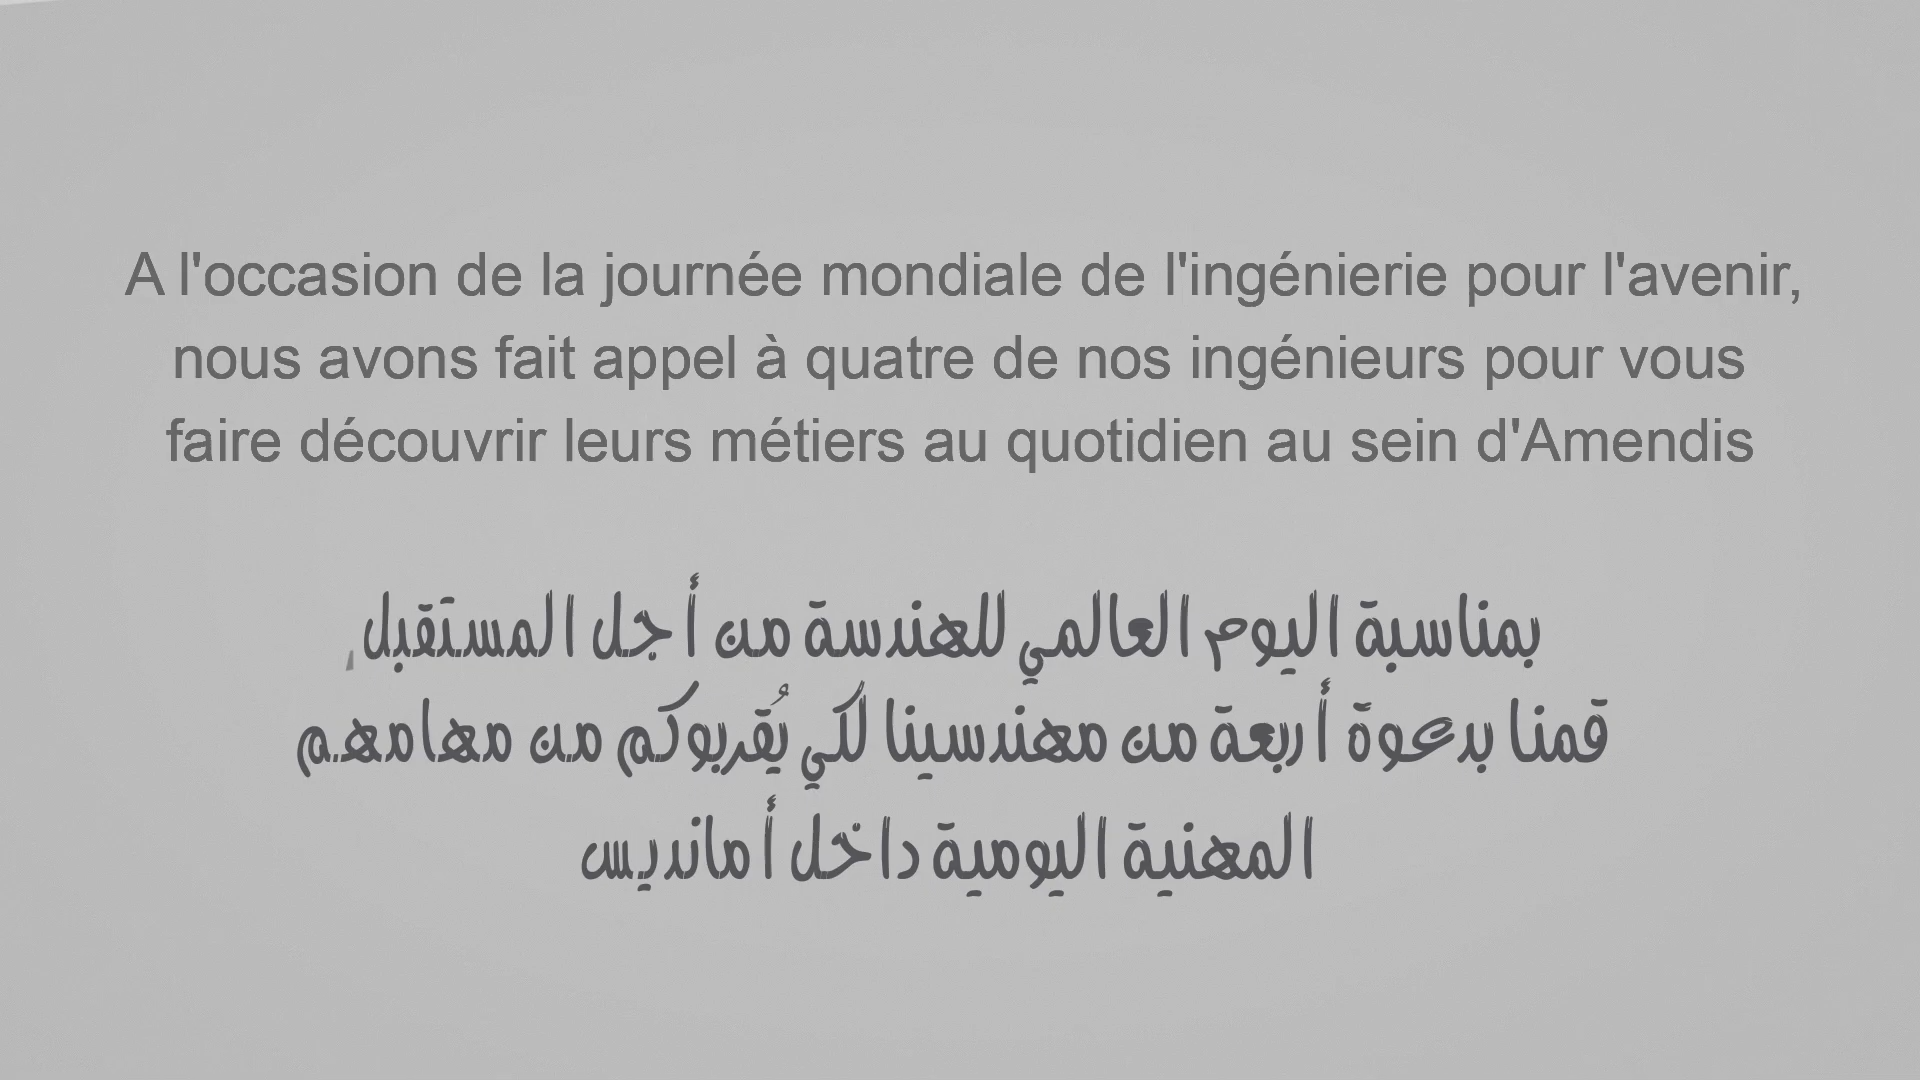 A l'occasion de la journée mondiale de l'ingénierie pour l'avenir,
nous avons fait appel à quatre de nos ingénieurs pour vous
faire découvrir leurs métiers au quotidien au sein d'Amendis
بمناسبة اليوم العالمي للهندسة من أجل المستقبل,
قمنا بدعوة أربعة من مهندسينا لكي يُقربوكم من مهامهم
المهنية اليومية داخل أمانديس